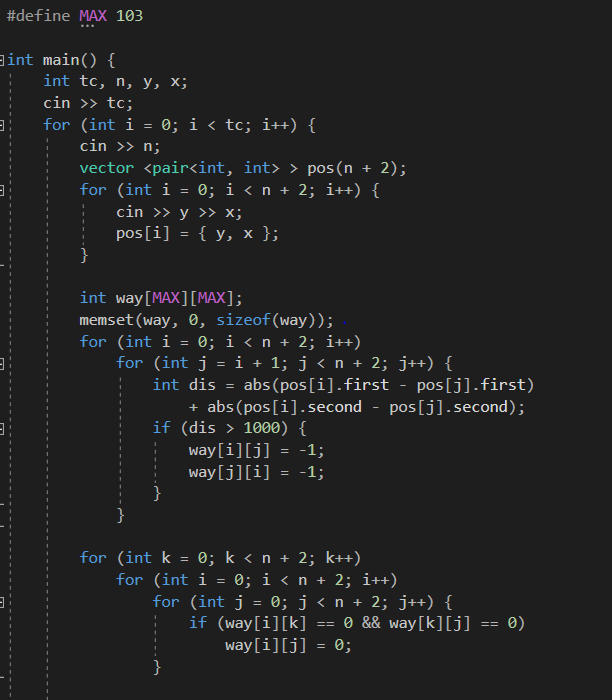 #define MAX 103
int main() {
int tc, n, y, x;
cin >> tc;
for (int i = 0; i < tc; i++) {
cin >> n;
vector <pair<int, int> > pos(n + 2);
for (int i = 0; i < n + 2; i++) {
cin >> y >> x;
pos[i] = { y, x };
}
int way[MAX][MAX];
memset(way, 0, sizeof(way));
for (int i = 0; i < n + 2; i++)
for (int j = i + 1; j < n + 2; j++) {
int dis = abs(pos[i].first - pos[j].first)
+ abs(pos[i].second - pos[j].second);
if (dis > 1000) {
way[i][j] = -1;
way[j][i] = -1;
}
}
for (int k = 0; k < n + 2; k++)
for (int i = 0; i < n + 2; i++)
for (int j = 0; j < n + 2; j++) {
if (way[i][k] == 0 && way[k][j] == 0)
way[i][j] = 0;
}